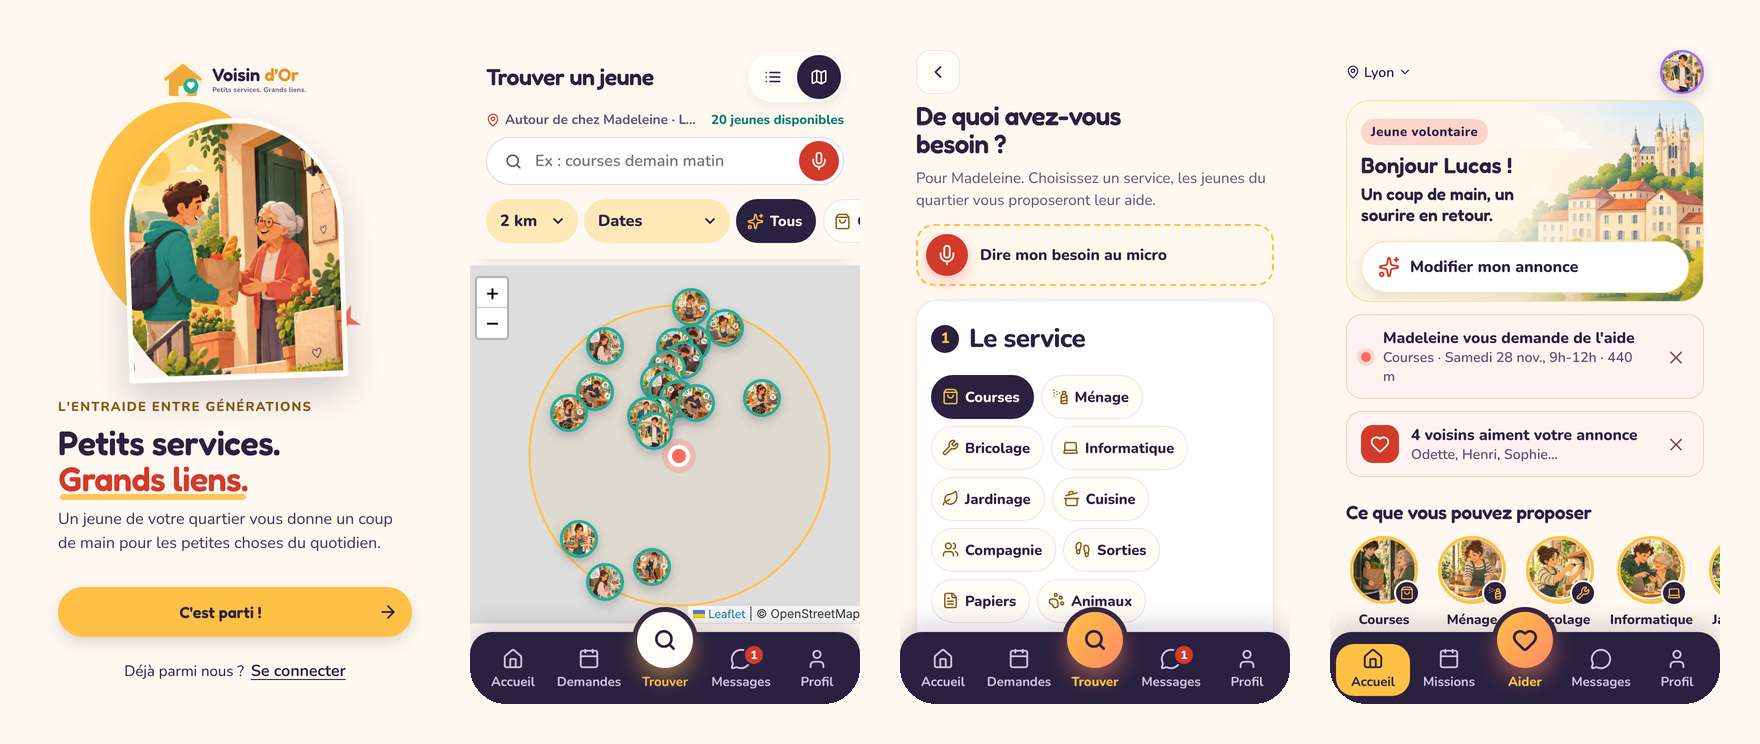 Voisin d'Or
Petits services. Grands liens.
L'ENTRAIDE ENTRE GÉNÉRATIONS
Petits services.
Grands liens.
Un jeune de votre quartier vous donne un coup
de main pour les petites choses du quotidien.
C'est parti !
Déjà parmi nous ? Se connecter
Trouver un jeune
Autour de chez Madeleine · L...
20 jeunes disponibles
Ex : courses demain matin
2 km
Dates
Tous
+
−
Leaflet | © OpenStreetMap
Accueil
Demandes
Trouver
1
Messages
Profil
De quoi avez-vous
besoin ?
Pour Madeleine. Choisissez un service, les jeunes du
quartier vous proposeront leur aide.
Dire mon besoin au micro
1 Le service
Courses
Ménage
Bricolage
Informatique
Jardinage
Cuisine
Compagnie
Sorties
Papiers
Animaux
Accueil
Demandes
Trouver
1
Messages
Profil
Lyon
Jeune volontaire
Bonjour Lucas !
Un coup de main, un
sourire en retour.
Modifier mon annonce
Madeleine vous demande de l'aide
Courses · Samedi 28 nov., 9h-12h · 440
m
4 voisins aiment votre annonce
Odette, Henri, Sophie...
Ce que vous pouvez proposer
Courses
Ménage
Informatique
Accueil
Missions
Aider
Messages
Profil